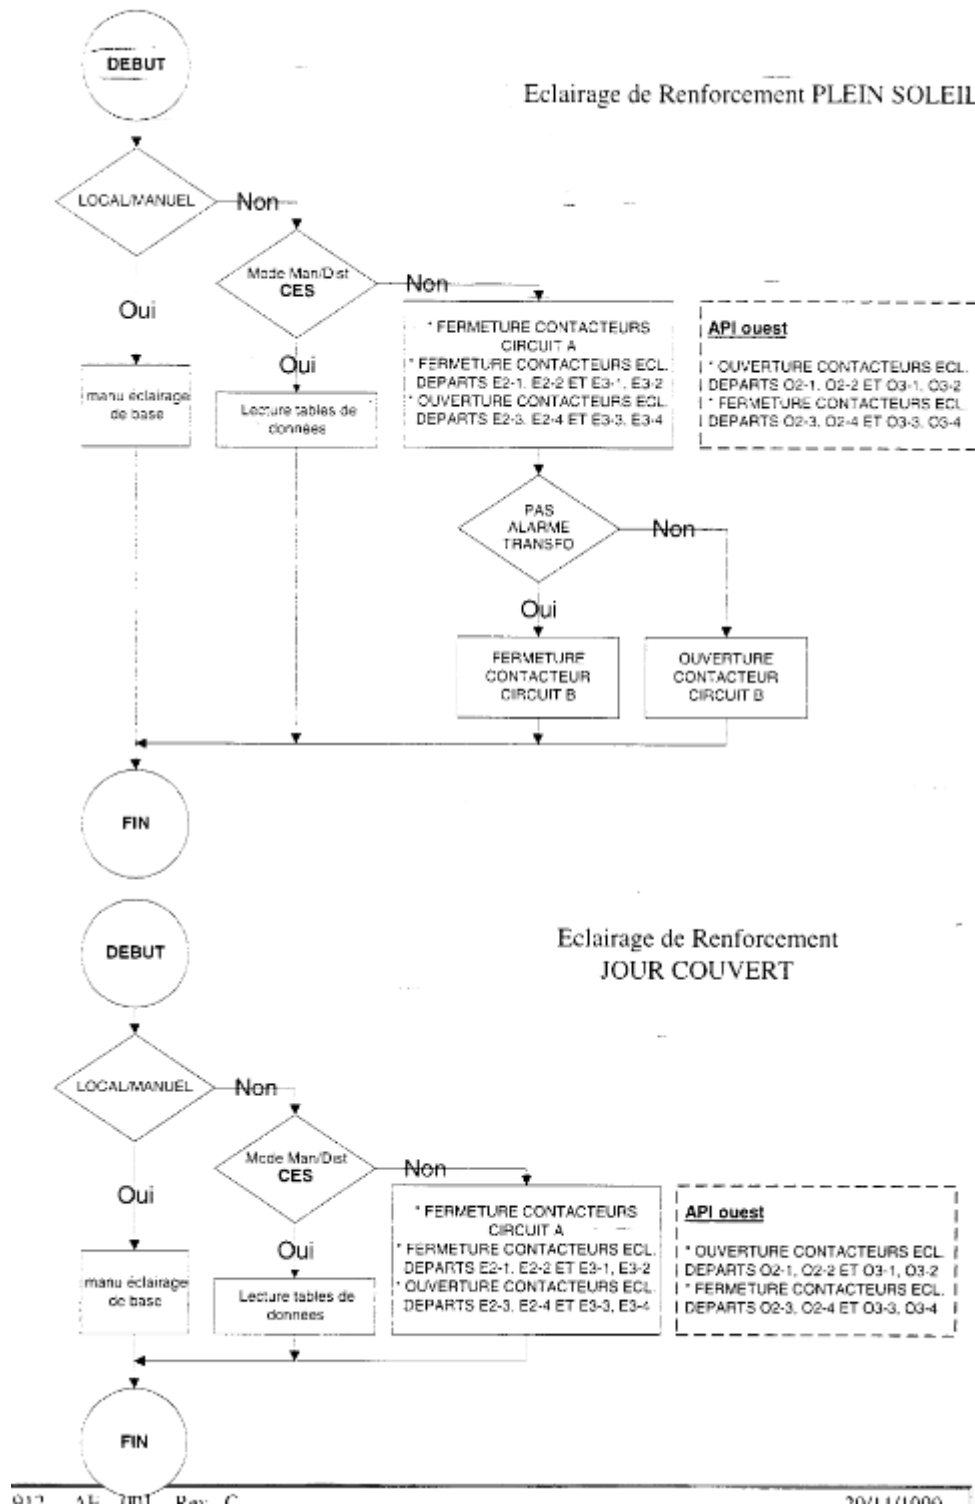 DEBUT
Eclairage de Renforcement PLEIN SOLEIL
LOCAL/MANUEL
Non
Mode Man/Dist
CES
Non
Oui
Oui
manu éclairage
de base
Lecture tables de
données
* FERMETURE CONTACTEURS
CIRCUIT A
* FERMETURE CONTACTEURS ECL.
DEPARTS E2-1, E2-2 ET E3-1, E3-2
* OUVERTURE CONTACTEURS ECL.
DEPARTS E2-3, E2-4 ET E3-3, E3-4
API ouest
* OUVERTURE CONTACTEURS ECL.
DEPARTS O2-1, O2-2 ET O3-1, O3-2
* FERMETURE CONTACTEURS ECL.
DEPARTS O2-3, O2-4 ET O3-3, O3-4
PAS
ALARME
TRANSFO
Non
Oui
FERMETURE
CONTACTEUR
CIRCUIT B
OUVERTURE
CONTACTEUR
CIRCUIT B
FIN
DEBUT
Eclairage de Renforcement
JOUR COUVERT
LOCAL/MANUEL
Non
Mode Man/Dist
CES
Non
Oui
Oui
manu éclairage
de base
Lecture tables de
données
* FERMETURE CONTACTEURS
CIRCUIT A
* FERMETURE CONTACTEURS ECL.
DEPARTS E2-1, E2-2 ET E3-1, E3-2
* OUVERTURE CONTACTEURS ECL.
DEPARTS E2-3, E2-4 ET E3-3, E3-4
API ouest
* OUVERTURE CONTACTEURS ECL.
DEPARTS O2-1, O2-2 ET O3-1, O3-2
* FERMETURE CONTACTEURS ECL.
DEPARTS O2-3, O2-4 ET O3-3, O3-4
FIN
Rev. C